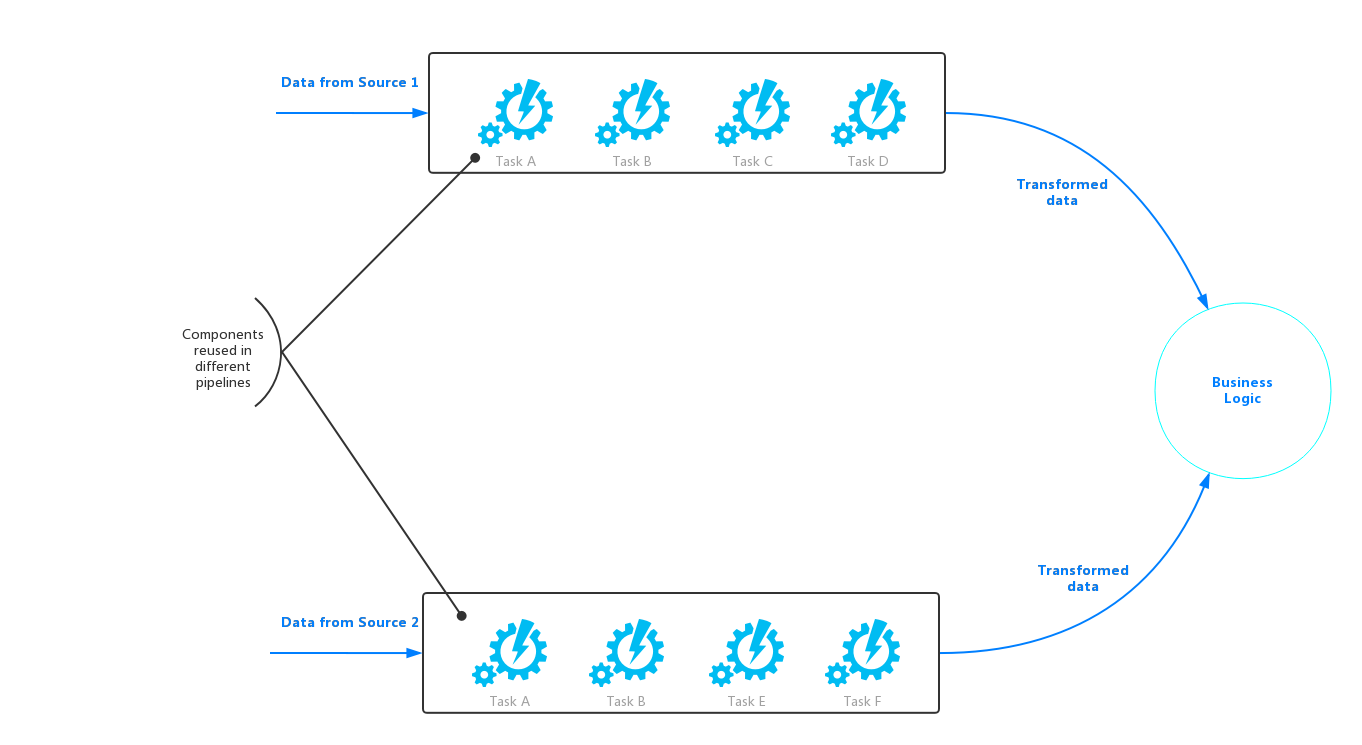 Data from Source 1
Task A
Task B
Task C
Task D
Transformed
data
Components
reused in
different
pipelines
Business
Logic
Transformed
data
Data from Source 2
Task A
Task B
Task E
Task F